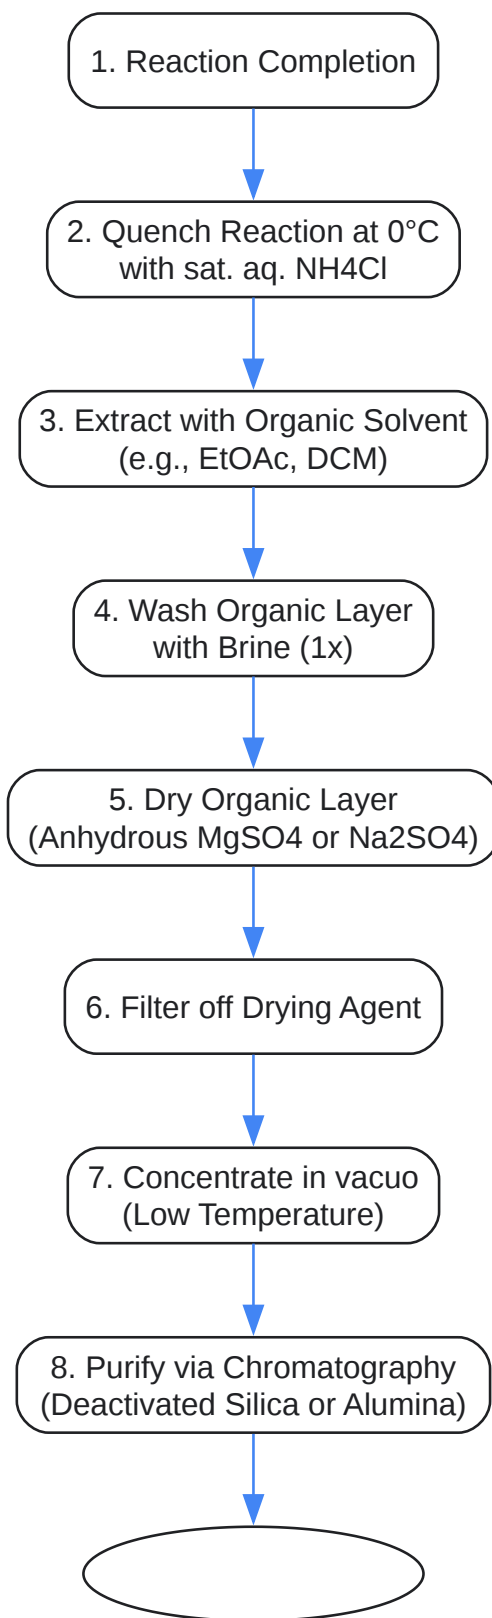 1. Reaction Completion
2. Quench Reaction at 0°C
with sat. aq. NH4Cl
3. Extract with Organic Solvent
(e.g., EtOAc, DCM)
4. Wash Organic Layer
with Brine (1x)
5. Dry Organic Layer
(Anhydrous MgSO4 or Na2SO4)
6. Filter off Drying Agent
7. Concentrate in vacuo
(Low Temperature)
8. Purify via Chromatography
(Deactivated Silica or Alumina)